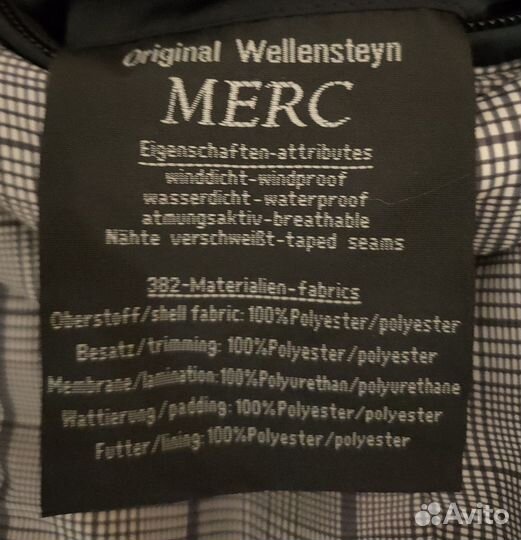 Original Wellensteyn
MERC
Eigenschaften-attributes
winddicht-windproof
wasserdicht-waterproof
atmungsaktiv-breathable
Nähte verschweißt-taped seams
382-Materialien-fabrics
Oberstoff/shell fabric: 100%Polyester/polyester
Besatz/trimming: 100%Polyester/polyester
Membrane/lamination: 100%Polyurethan/polyurethane
Wattierung/padding: 100%Polyester/polyester
Futter/lining: 100%Polyester/polyester
Avito